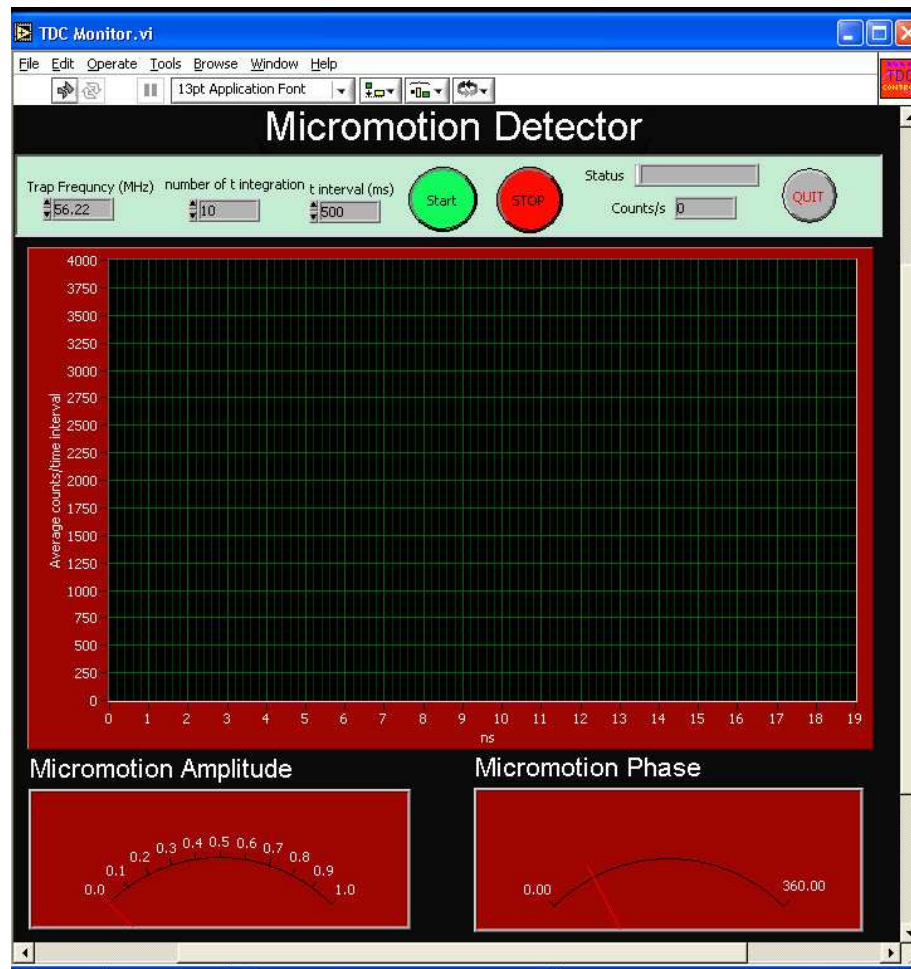 TDC Monitor.vi
File Edit Operate Tools Browse Window Help
13pt Application Font
TDC
CONTRO
Micromotion Detector
Trap Frequncy (MHz) number of t integration t interval (ms) Status
56.22 10 500 Start STOP Counts/s 0 QUIT
Average counts/time interval
4000
3750
3500
3250
3000
2750
2500
2250
2000
1750
1500
1250
1000
750
500
250
0
0 1 2 3 4 5 6 7 8 9 10 11 12 13 14 15 16 17 18 19
ns
Micromotion Amplitude
0.0 0.1 0.2 0.3 0.4 0.5 0.6 0.7 0.8 0.9 1.0
Micromotion Phase
0.00 360.00